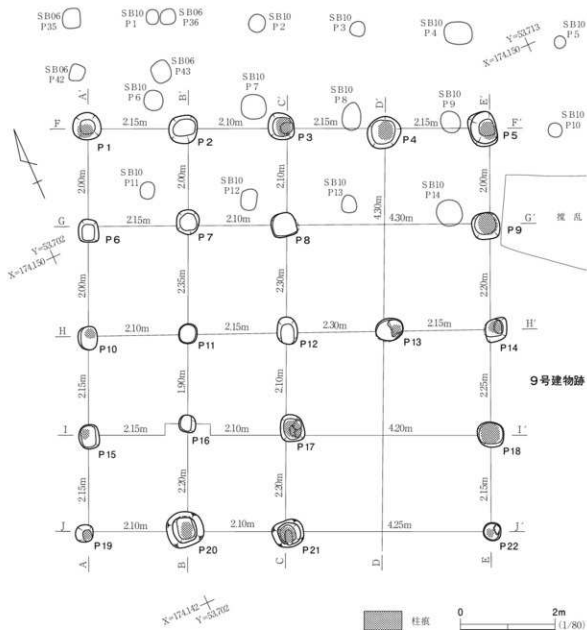 SB06
P35
SB10
P1
SB06
P36
SB10
P2
SB10
P3
SB10
P4
SB10
P5
Y=53,713
X=174,150
SB06
P42
SB06
P43
SB10
P6
SB10
P7
SB10
P8
SB10
P9
SB10
P10
A'
B'
C'
D'
E'
F
2.15m
2.10m
2.15m
2.15m
F'
P1
P2
P3
P4
P5
2.00m
2.00m
2.10m
4.30m
2.00m
SB10
P11
SB10
P12
SB10
P13
SB10
P14
撹乱
G
2.15m
2.10m
4.30m
G'
P6
P7
P8
P9
Y=53,702
X=174,150
2.00m
2.35m
2.30m
2.20m
H
2.10m
2.15m
2.30m
2.15m
H'
P10
P11
P12
P13
P14
9号建物跡
2.15m
1.90m
2.10m
2.25m
I
2.15m
P16
2.10m
4.20m
I'
P15
P17
P18
2.15m
2.20m
2.20m
2.15m
J
2.10m
2.10m
4.25m
J'
P19
P20
P21
P22
A
B
C
D
E
X=174,142
Y=53,702
柱痕
0
2m
(1/80)